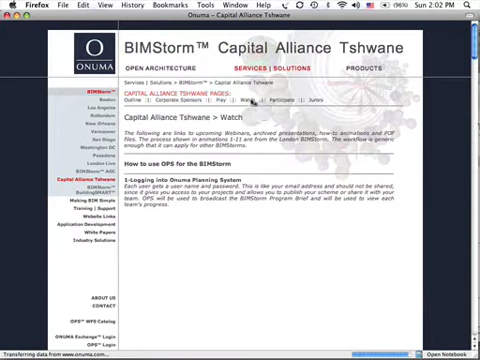 Firefox File Edit View History Bookmarks Tools Window Help (96%) Sun 2:02 PM
Onuma – Capital Alliance Tshwane
O
ONUMA
BIMStorm™ Capital Alliance Tshwane
OPEN ARCHITECTURE SERVICES | SOLUTIONS PRODUCTS
Services | Solutions > BIMStorm™ > Capital Alliance Tshwane
CAPITAL ALLIANCE TSHWANE PAGES:
Outline |:| Corporate Sponsors |:| Play |:| Watch |:| Participate |:| Jurors
Capital Alliance Tshwane > Watch
The following are links to upcoming Webinars, archived presentations, how-to animations and PDF
files. The process shown in animations 1-11 are from the London BIMStorm. The workflow is generic
enough that it can apply for other BIMStorms.
How to use OPS for the BIMStorm
1-Logging into Onuma Planning System
Each user gets a user name and password. This is like your email address and should not be shared,
since it gives you access to your projects and allows you to publish your scheme or share it with your
team. OPS will be used to broadcast the BIMStorm Program Brief and will be used to view each
team's progress.
BIMStorm™
Boston
Los Angeles
Rotterdam
New Orleans
Vancouver
San Diego
Washington DC
Pasadena
London Live
BIMStorm™ AGC
Capital Alliance Tshwane
BIMStorm™
BuildingSMART™
Making BIM Simple
Training | Support
Website Links
Application Development
White Papers
Industry Solutions
ABOUT US
CONTACT
OPS™ WFS Catalog
ONUMA Exchange™ Login
OPS™ Login
Transferring data from www.onuma.com...
Open Notebook